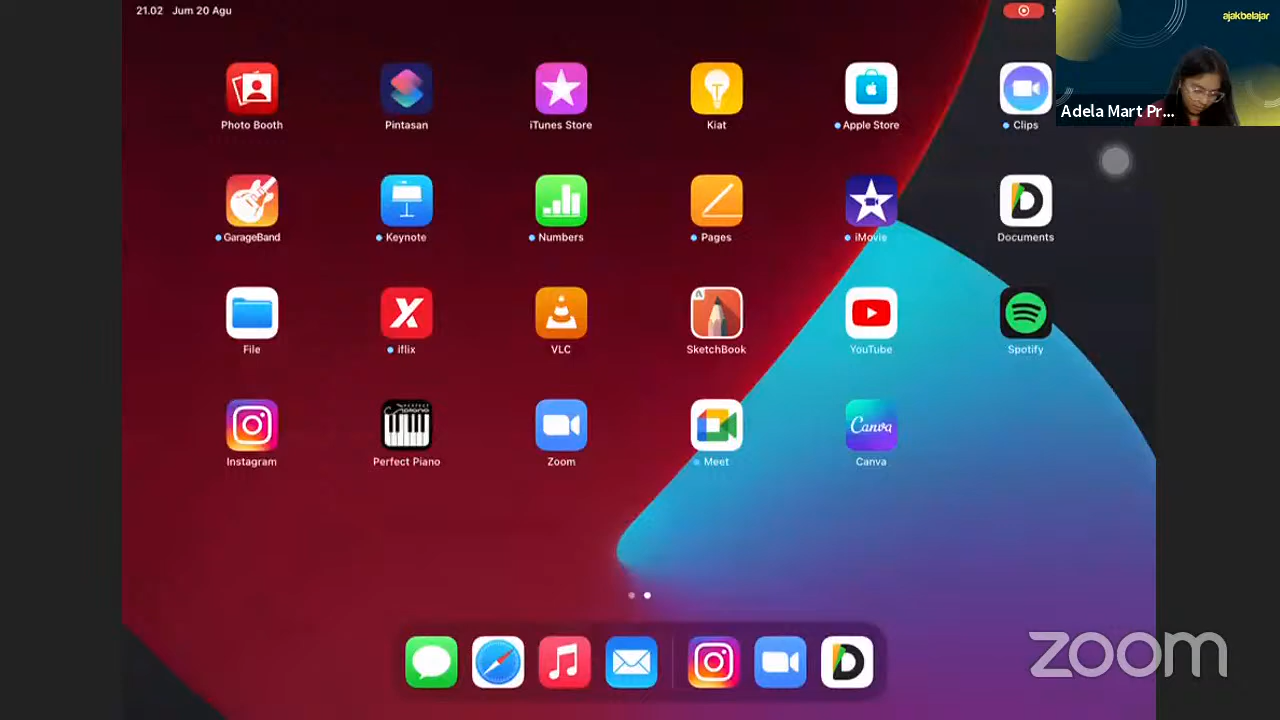 21.02 Jum 20 Agu
ajakbelajar
Adela Mart Pr...
Photo Booth
Pintasan
iTunes Store
Kiat
Apple Store
Clips
GarageBand
Keynote
Numbers
Pages
iMovie
Documents
File
iflix
VLC
SketchBook
YouTube
Spotify
Instagram
Perfect Piano
Zoom
Meet
Canva
Canva
zoom